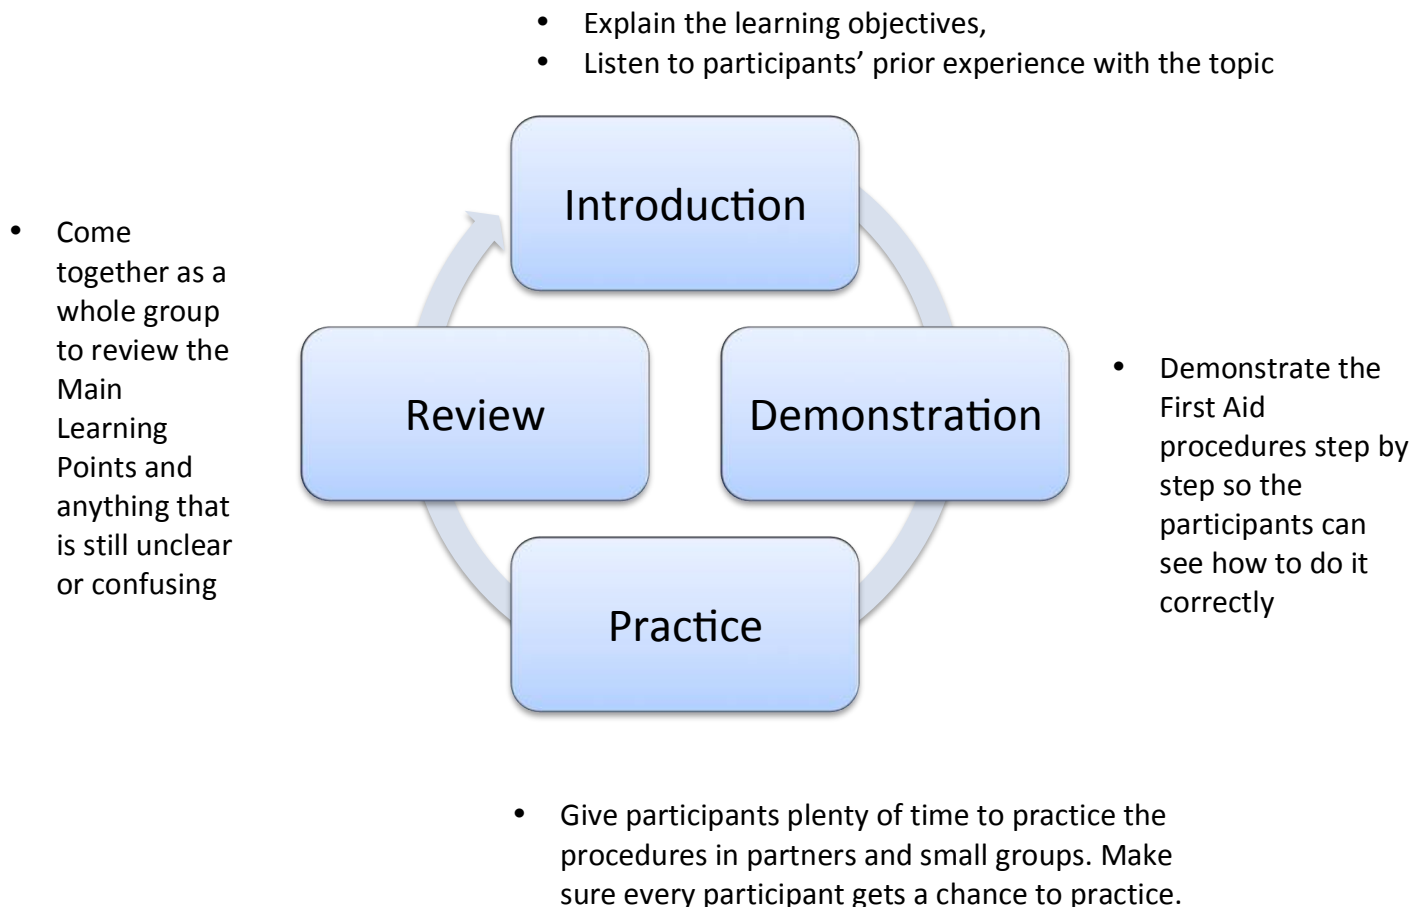 • Explain the learning objectives,
• Listen to participants’ prior experience with the topic
Introduction
• Demonstrate the
First Aid
procedures step by
step so the
participants can
see how to do it
correctly
Demonstration
Practice
• Give participants plenty of time to practice the
procedures in partners and small groups. Make
sure every participant gets a chance to practice.
Review
• Come
together as a
whole group
to review the
Main
Learning
Points and
anything that
is still unclear
or confusing